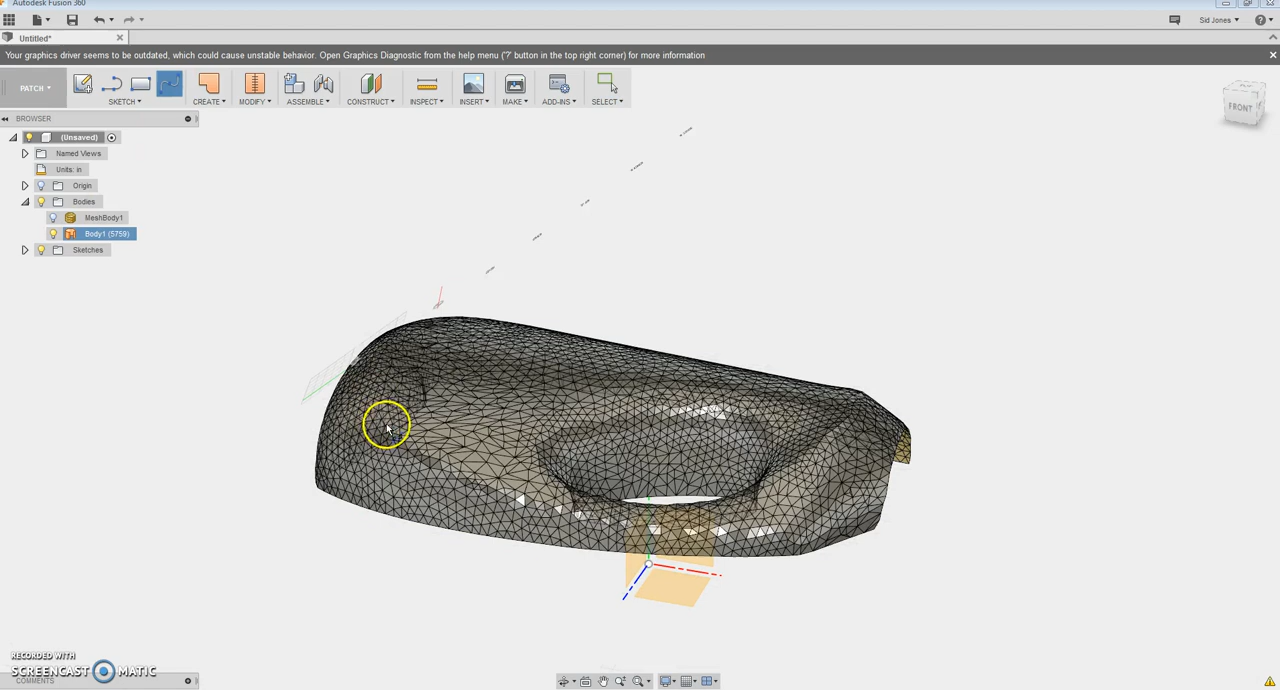 Autodesk Fusion 360
Sid Jones
Untitled*
Your graphics driver seems to be outdated, which could cause unstable behavior. Open Graphics Diagnostic from the help menu ('?' button in the top right corner) for more information
PATCH
SKETCH
CREATE
MODIFY
ASSEMBLE
CONSTRUCT
INSPECT
INSERT
MAKE
ADD-INS
SELECT
FRONT
BROWSER
(Unsaved)
Named Views
Units: in
Origin
Bodies
MeshBody1
Body1 (5759)
Sketches
RECORDED WITH
SCREENCAST MATIC
COMMENTS